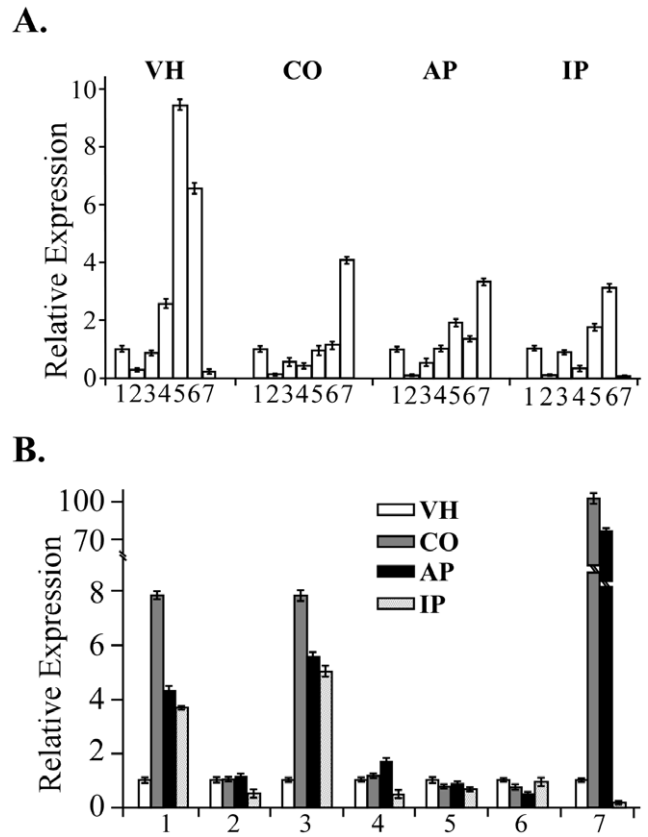 A.
VH CO AP IP
10
8
6
4
2
0
Relative Expression
1234567 1234567 1234567 1234567
B.
100
70
8
6
4
2
0
Relative Expression
VH
CO
AP
IP
1 2 3 4 5 6 7